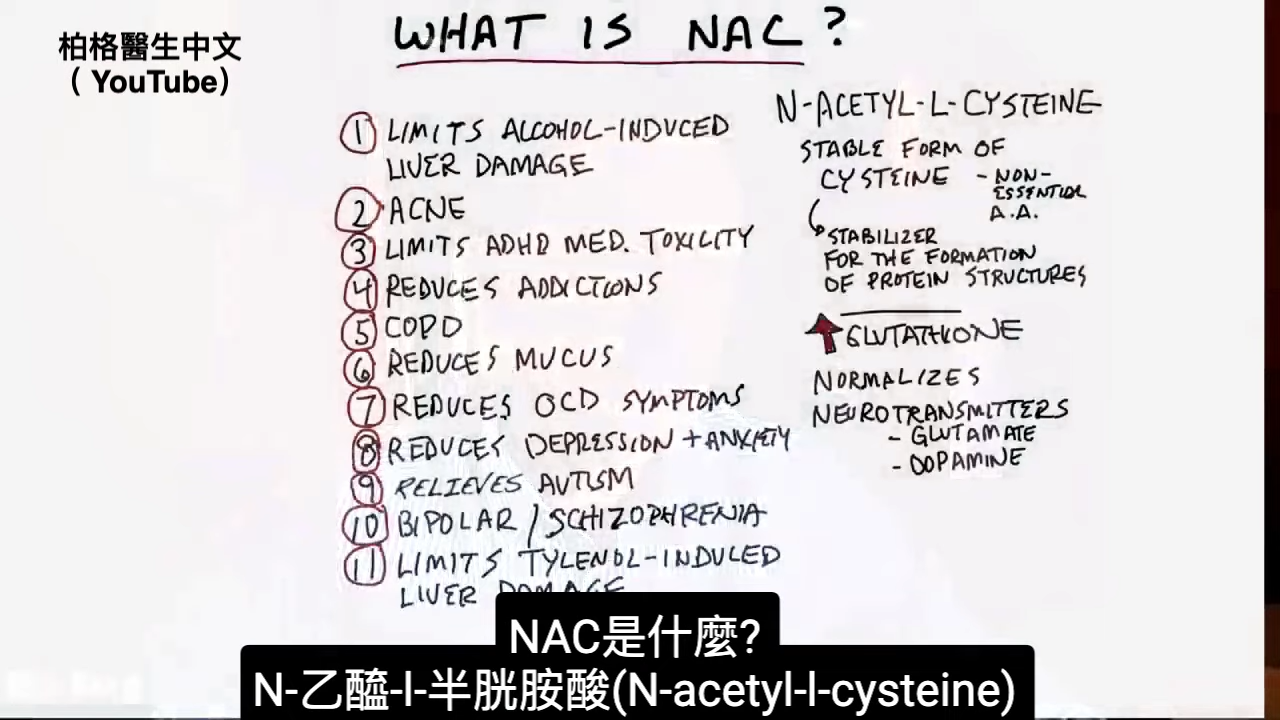 柏格醫生中文
( YouTube)
WHAT IS NAC?
① LIMITS ALCOHOL-INDUCED
LIVER DAMAGE
② ACNE
③ LIMITS ADHD MED. TOXICITY
④ REDUCES ADDICTIONS
⑤ COPD
⑥ REDUCES MUCUS
⑦ REDUCES OCD SYMPTOMS
⑧ REDUCES DEPRESSION + ANXIETY
⑨ RELIEVES AUTISM
⑩ BIPOLAR / SCHIZOPHRENIA
⑪ LIMITS TYLENOL-INDUCED
LIVER DAMAGE
N-ACETYL-L-CYSTEINE
STABLE FORM OF
CYSTEINE - NON-
ESSENTIAL
A.A.
STABILIZER
FOR THE FORMATION
OF PROTEIN STRUCTURES
GLUTATHIONE
NORMALIZES
NEUROTRANSMITTERS
- GLUTAMATE
- DOPAMINE
NAC是什麼?
N-乙醯-l-半胱胺酸(N-acetyl-l-cysteine)